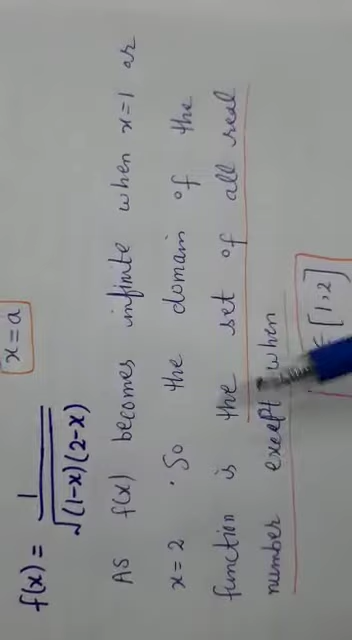 x = a
f(x) = 1/√(1-x)(2-x)
AS f(x) becomes infinite when x=1 or
x = 2 . So the domain of the
function is the set of all real
number except when
[1,2]